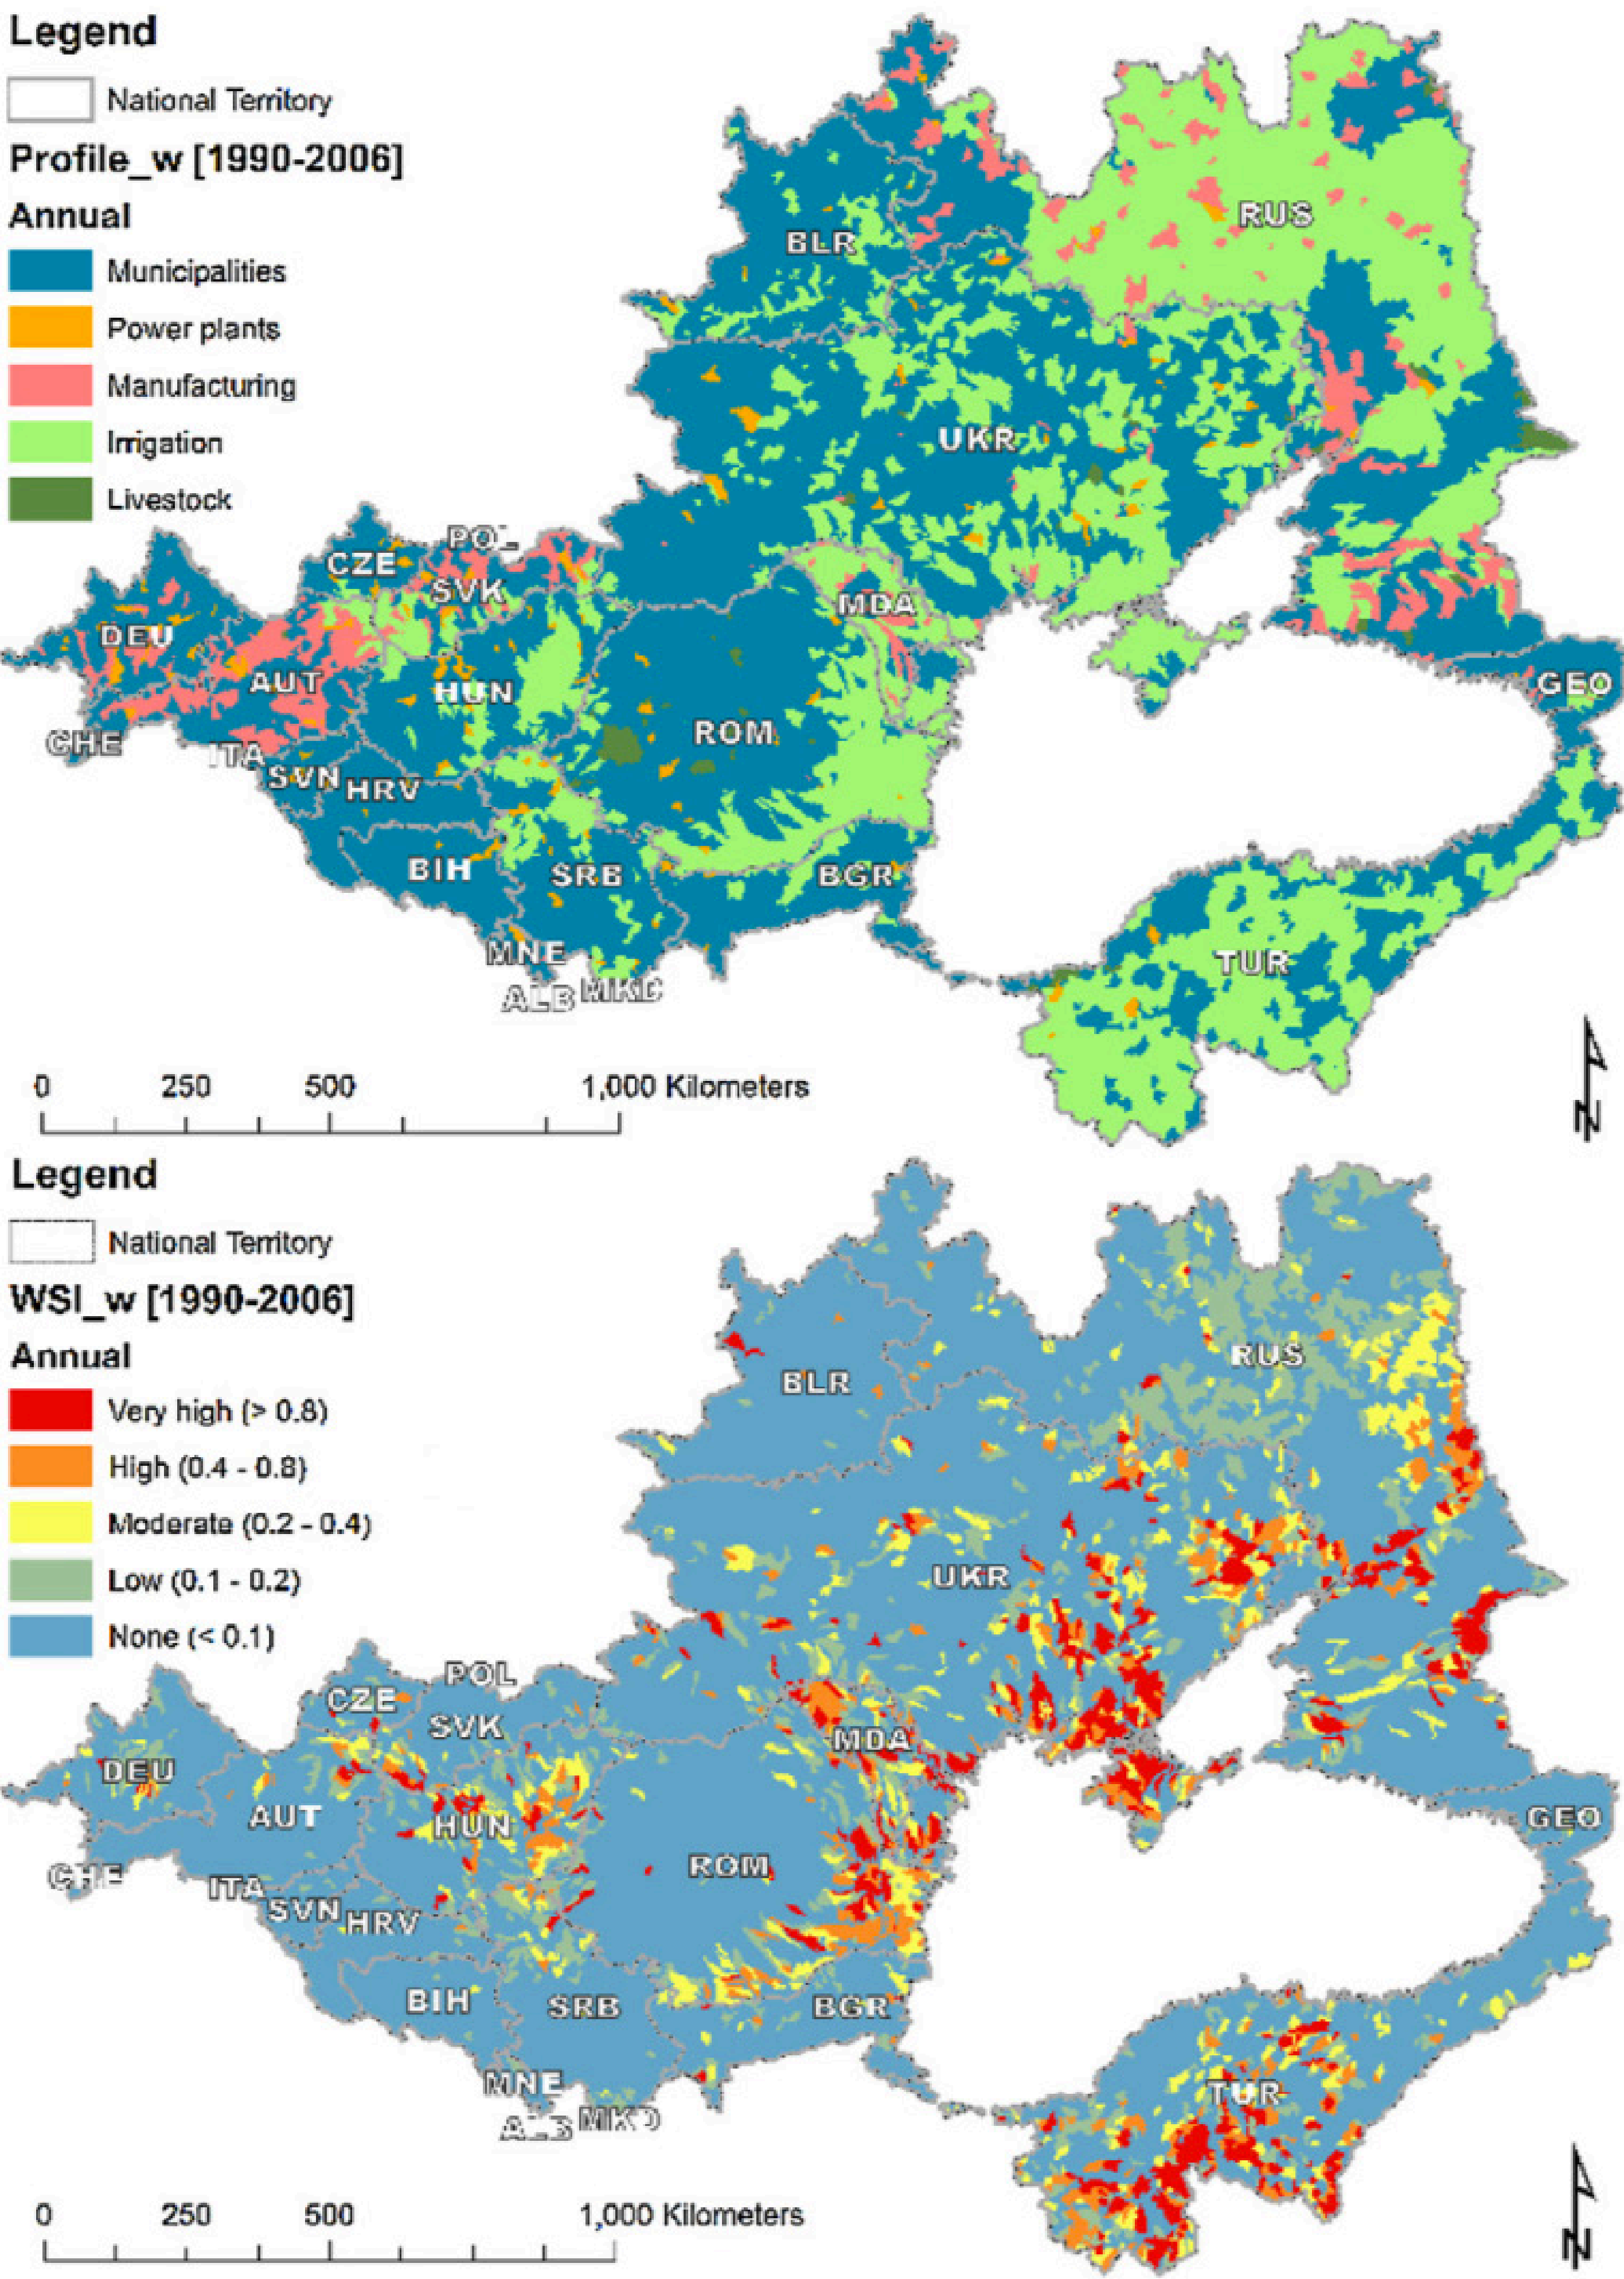 Legend
National Territory
Profile_w [1990-2006]
Annual
Municipalities
Power plants
Manufacturing
Irrigation
Livestock
RUS
BLR
UKR
POL
CZE
SVK
MDA
DEU
AUT
HUN
GEO
CHE
ITA
ROM
SVN
HRV
BIH
SRB
BGR
MNE
TUR
ALB
MKD
0 250 500 1,000 Kilometers
N
Legend
National Territory
WSI_w [1990-2006]
Annual
Very high (> 0.8)
High (0.4 - 0.8)
Moderate (0.2 - 0.4)
Low (0.1 - 0.2)
None (< 0.1)
RUS
BLR
UKR
POL
CZE
SVK
MDA
DEU
AUT
HUN
GEO
CHE
ITA
ROM
SVN
HRV
BIH
SRB
BGR
MNE
TUR
ALB
MKD
0 250 500 1,000 Kilometers
N